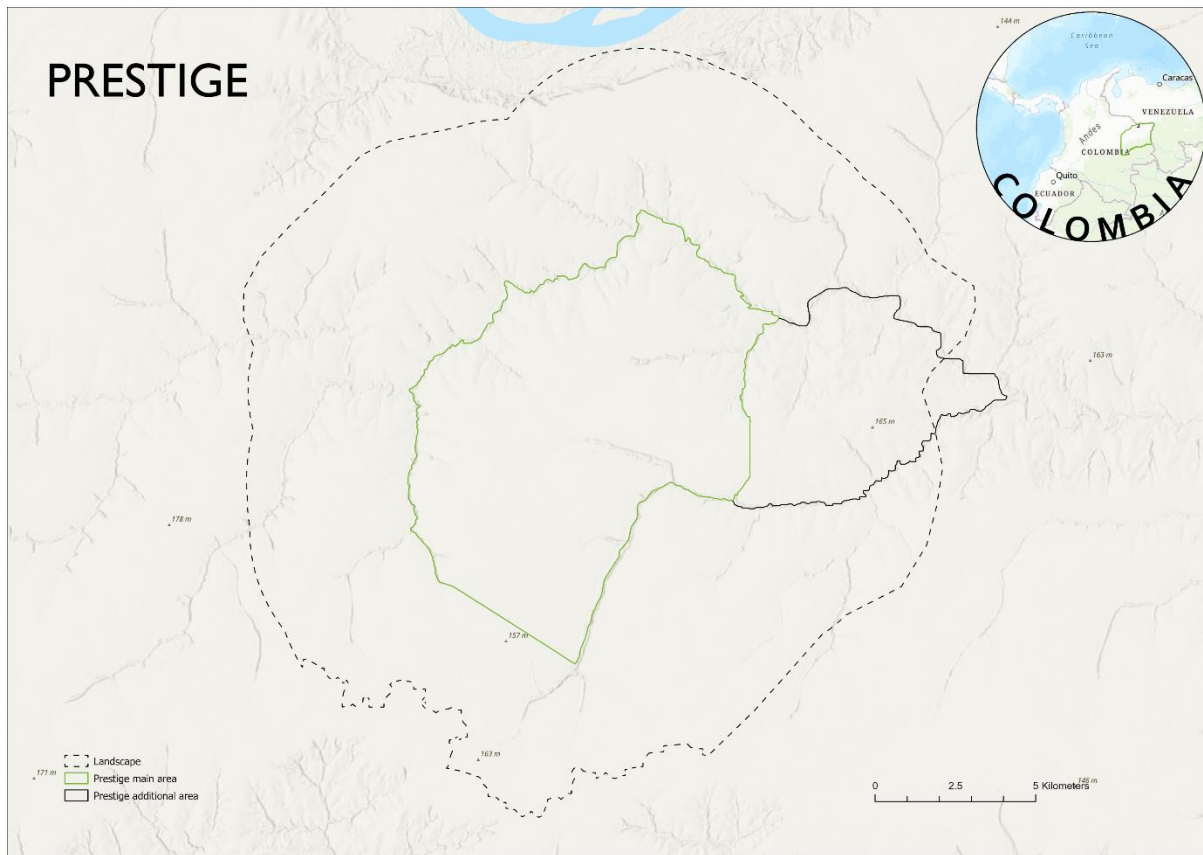 PRESTIGE
144 m
Caribbean
Sea
Caracas
VENEZUELA
Andes
COLOMBIA
Quito
ECUADOR
COLOMBIA
163 m
165 m
178 m
157 m
163 m
171 m
146 m
Landscape
Prestige main area
Prestige additional area
0 2.5 5 Kilometers